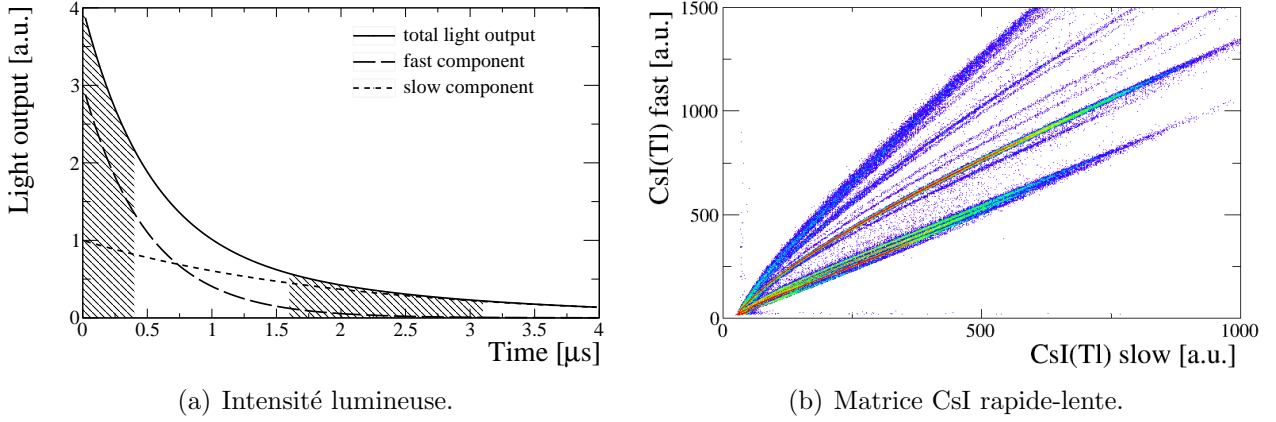 Light output [a.u.]
4
3
2
1
0
total light output
fast component
slow component
0 0.5 1 1.5 2 2.5 3 3.5 4
Time [μs]
(a) Intensité lumineuse.
CsI(Tl) fast [a.u.]
1500
1000
500
0
0 500 1000
CsI(Tl) slow [a.u.]
(b) Matrice CsI rapide-lente.